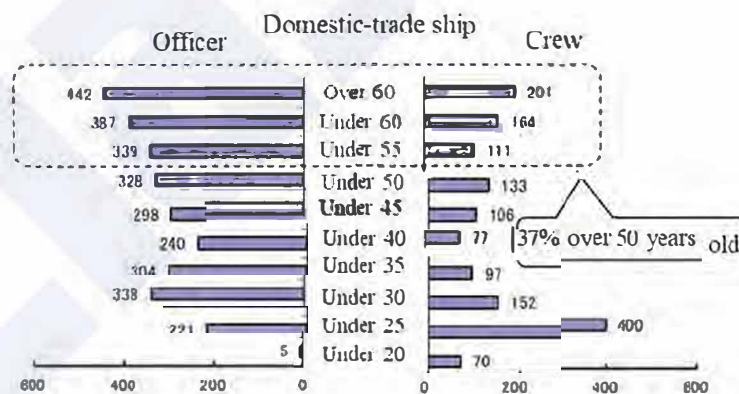 Domestic-trade ship
Officer Crew
442 Over 60 201
387 Under 60 164
339 Under 55 111
328 Under 50 133
298 Under 45 106
240 Under 40 77
37% over 50 years old
304 Under 35 97
338 Under 30 152
221 Under 25 400
5 Under 20 70
600 400 200 0 0 200 400 600